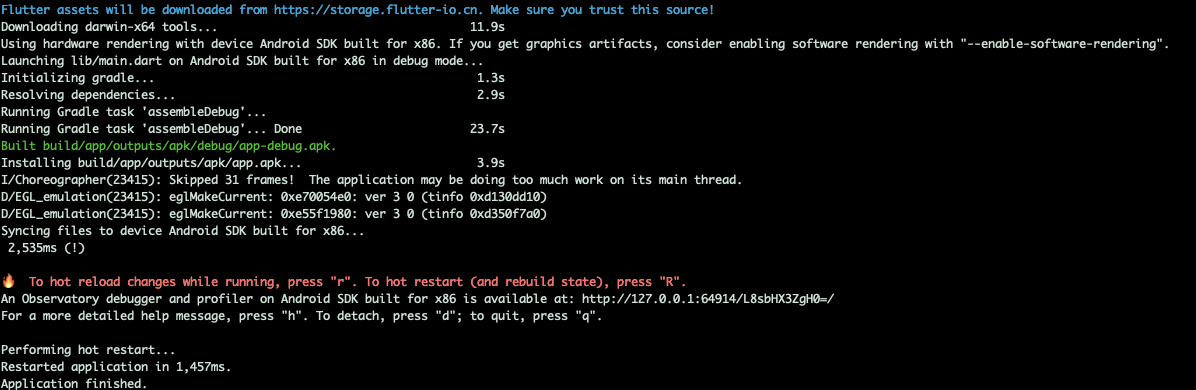 Flutter assets will be downloaded from https://storage.flutter-io.cn. Make sure you trust this source!
Downloading darwin-x64 tools... 11.9s
Using hardware rendering with device Android SDK built for x86. If you get graphics artifacts, consider enabling software rendering with "--enable-software-rendering".
Launching lib/main.dart on Android SDK built for x86 in debug mode...
Initializing gradle... 1.3s
Resolving dependencies... 2.9s
Running Gradle task 'assembleDebug'...
Running Gradle task 'assembleDebug'... Done 23.7s
Built build/app/outputs/apk/debug/app-debug.apk.
Installing build/app/outputs/apk/app.apk... 3.9s
I/Choreographer(23415): Skipped 31 frames!  The application may be doing too much work on its main thread.
D/EGL_emulation(23415): eglMakeCurrent: 0xe70054e0: ver 3 0 (tinfo 0xd130dd10)
D/EGL_emulation(23415): eglMakeCurrent: 0xe55f1980: ver 3 0 (tinfo 0xd350f7a0)
Syncing files to device Android SDK built for x86...
2,535ms (!)
🔥 To hot reload changes while running, press "r". To hot restart (and rebuild state), press "R".
An Observatory debugger and profiler on Android SDK built for x86 is available at: http://127.0.0.1:64914/L8sbHX3ZgH0=/
For a more detailed help message, press "h". To detach, press "d"; to quit, press "q".
Performing hot restart...
Restarted application in 1,457ms.
Application finished.